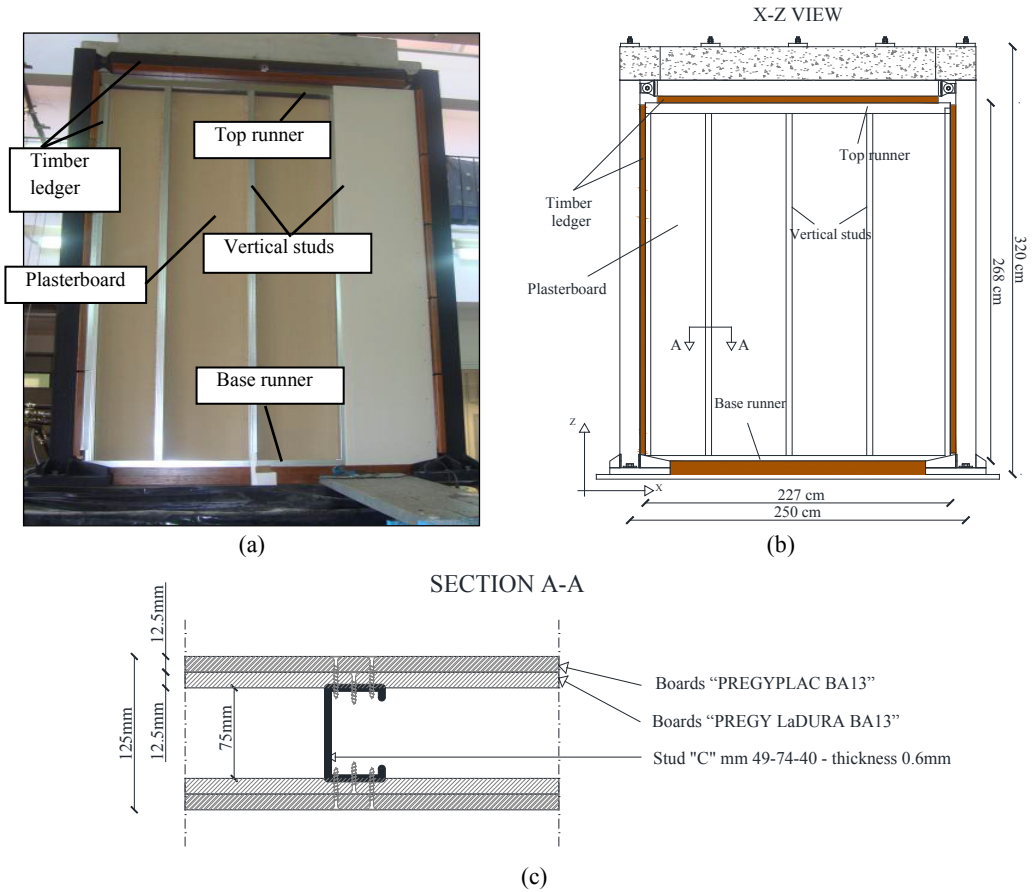 Timber
ledger
Top runner
Vertical studs
Plasterboard
Base runner
(a)
X-Z VIEW
Top runner
Timber
ledger
Vertical studs
Plasterboard
320 cm
268 cm
A
A
Base runner
Z
X
227 cm
250 cm
(b)
SECTION A-A
12.5mm
125mm
12.5mm
75mm
Boards “PREGYPLAC BA13”
Boards “PREGY LaDURA BA13”
Stud "C" mm 49-74-40 - thickness 0.6mm
(c)